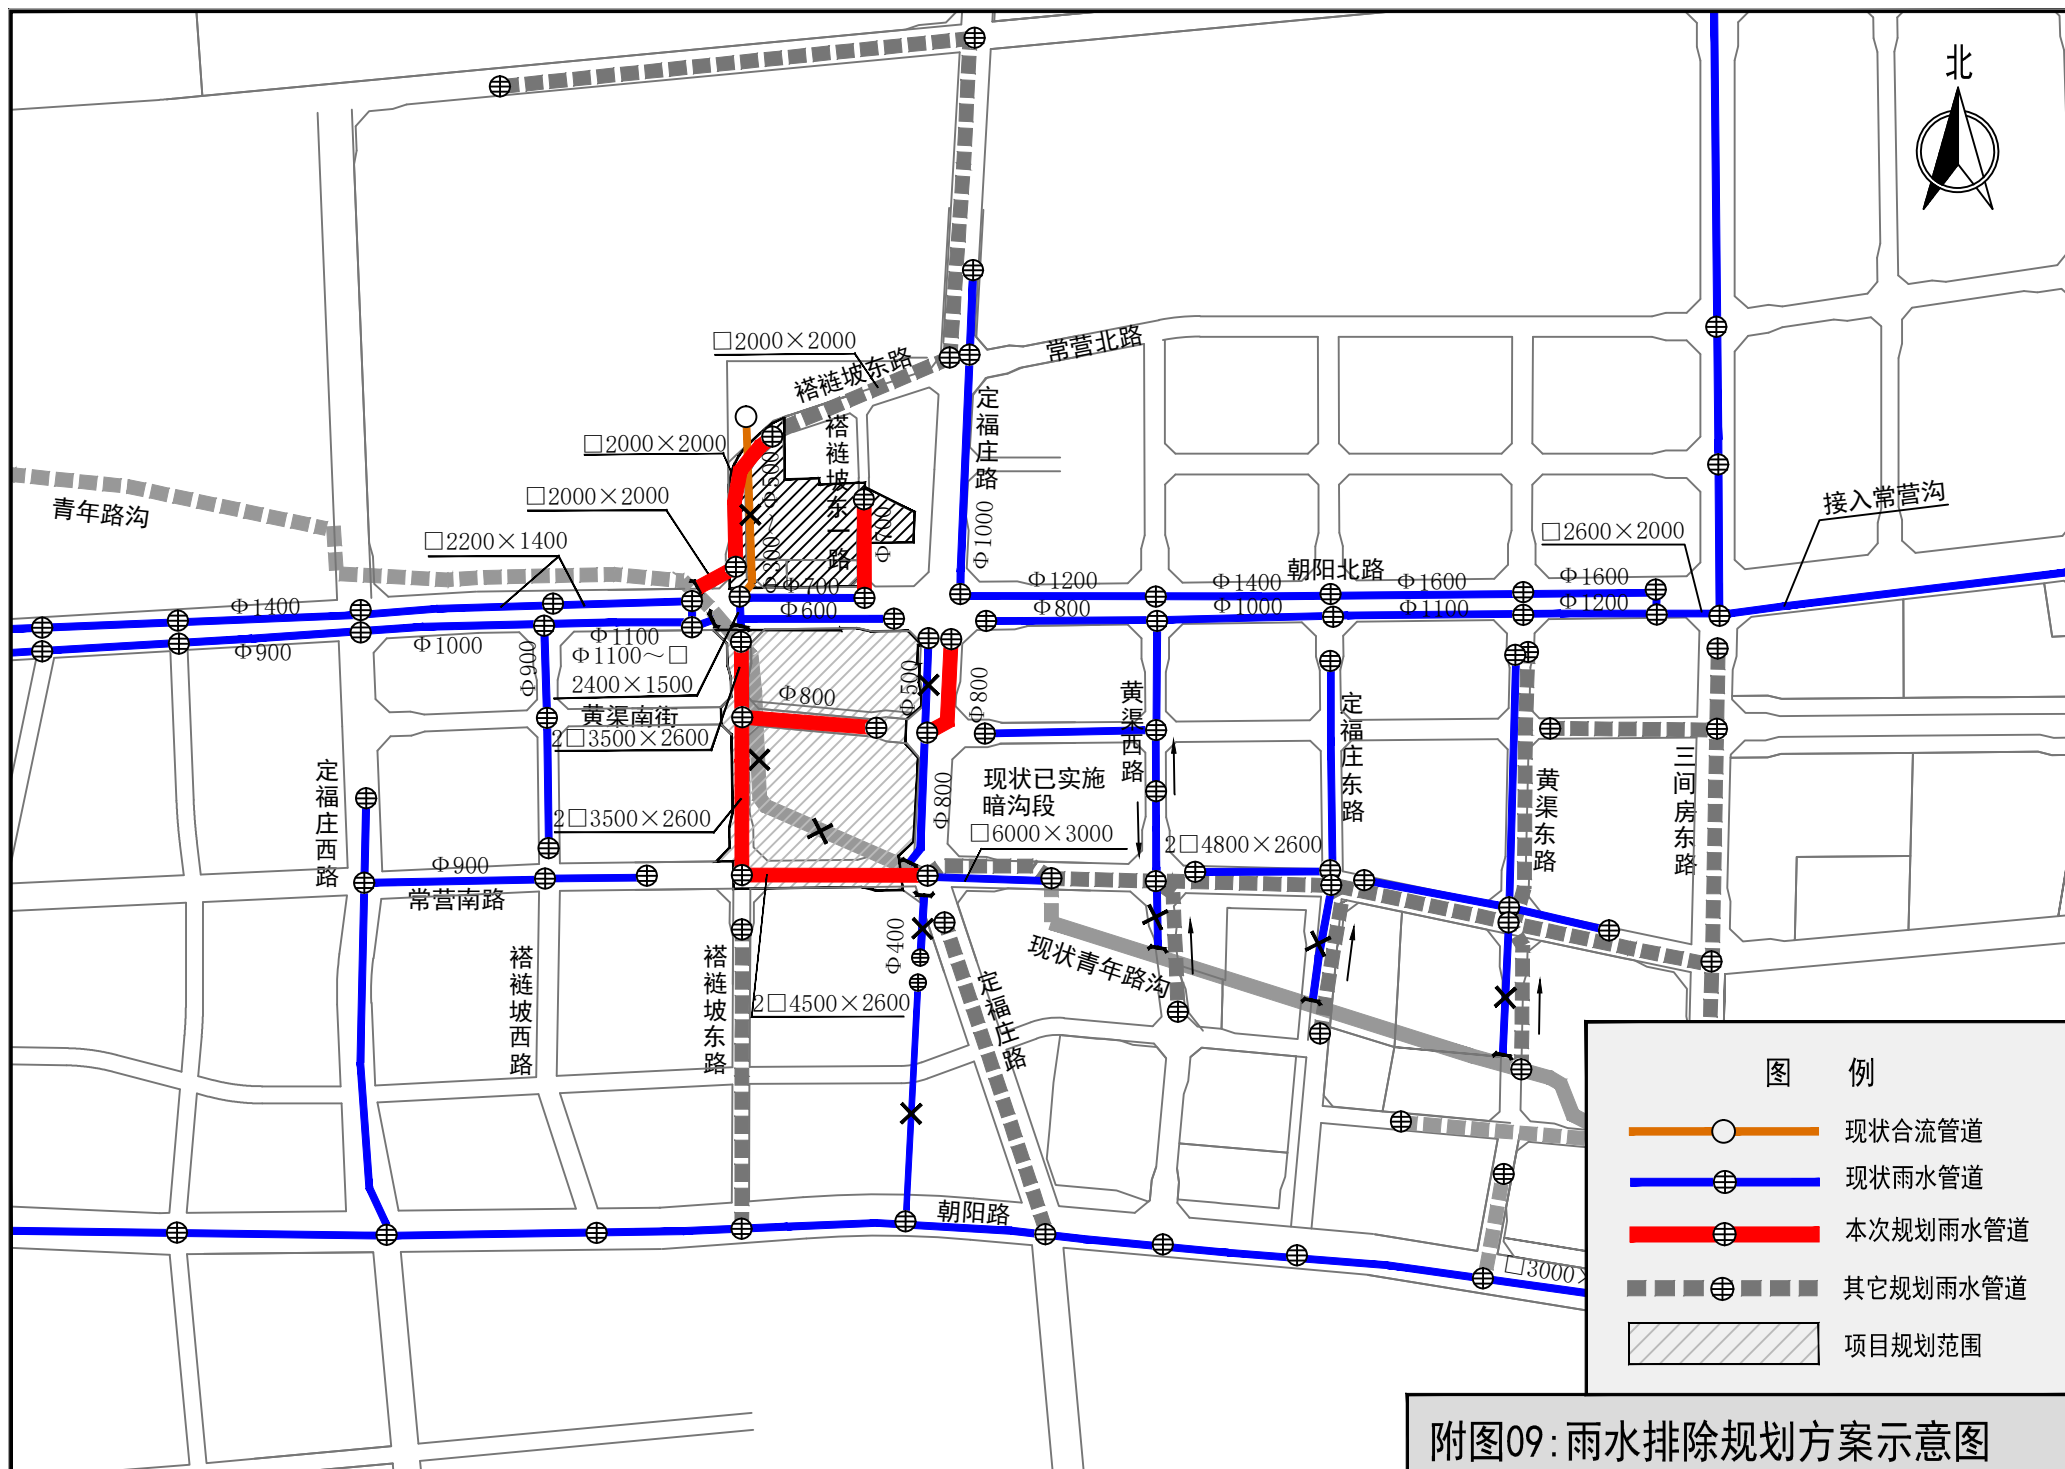 北
□2000×2000
褡裢坡东路
常营北路
定福庄路
褡裢坡东一路
□2000×2000
□2000×2000
Φ300~Φ500
Φ700
Φ1000
青年路沟
□2200×1400
接入常营沟
□2600×2000
朝阳北路
Φ1400
Φ700
Φ600
Φ1200
Φ1400
Φ1600
Φ1600
Φ800
Φ1000
Φ1100
Φ1200
Φ900
Φ1000
Φ1100
Φ1100~□
2400×1500
Φ900
Φ500
Φ800
Φ800
黄渠南街
2□3500×2600
黄渠西路
定福庄东路
黄渠东路
三间房东路
定福庄西路
2□3500×2600
Φ800
现状已实施
暗沟段
□6000×3000
2□4800×2600
Φ900
常营南路
Φ400
现状青年路沟
褡裢坡西路
褡裢坡东路
2□4500×2600
定福庄路
朝阳路
□3000×
图 例
现状合流管道
现状雨水管道
本次规划雨水管道
其它规划雨水管道
项目规划范围
附图09:雨水排除规划方案示意图